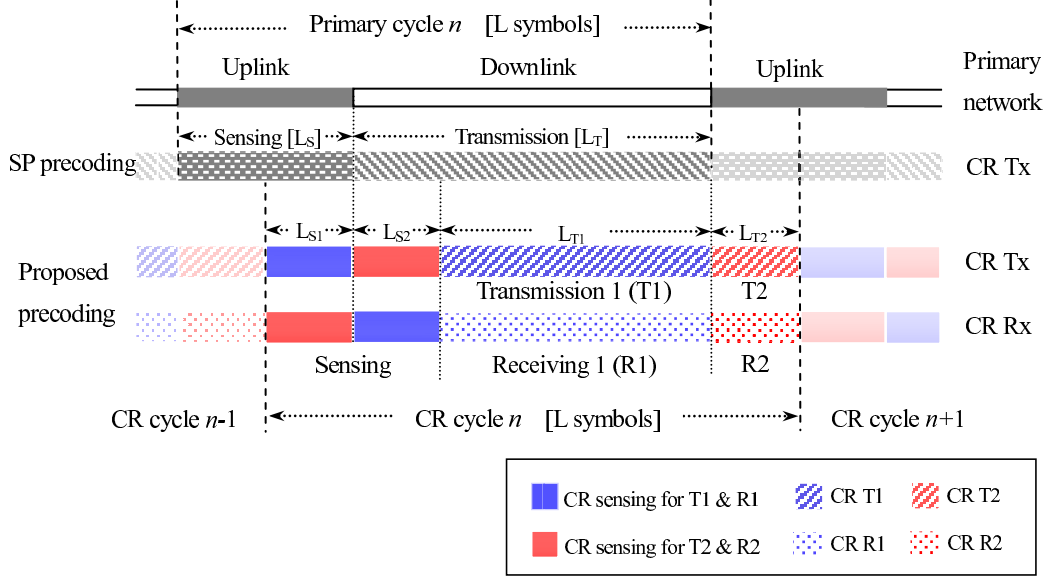 Primary cycle n [L symbols]
Uplink
Downlink
Uplink
Primary
network
Sensing [LS]
Transmission [LT]
SP precoding
CR Tx
LS1
LS2
LT1
LT2
Proposed
precoding
CR Tx
Transmission 1 (T1)
T2
CR Rx
Sensing
Receiving 1 (R1)
R2
CR cycle n-1
CR cycle n [L symbols]
CR cycle n+1
CR sensing for T1 & R1
CR T1
CR T2
CR sensing for T2 & R2
CR R1
CR R2